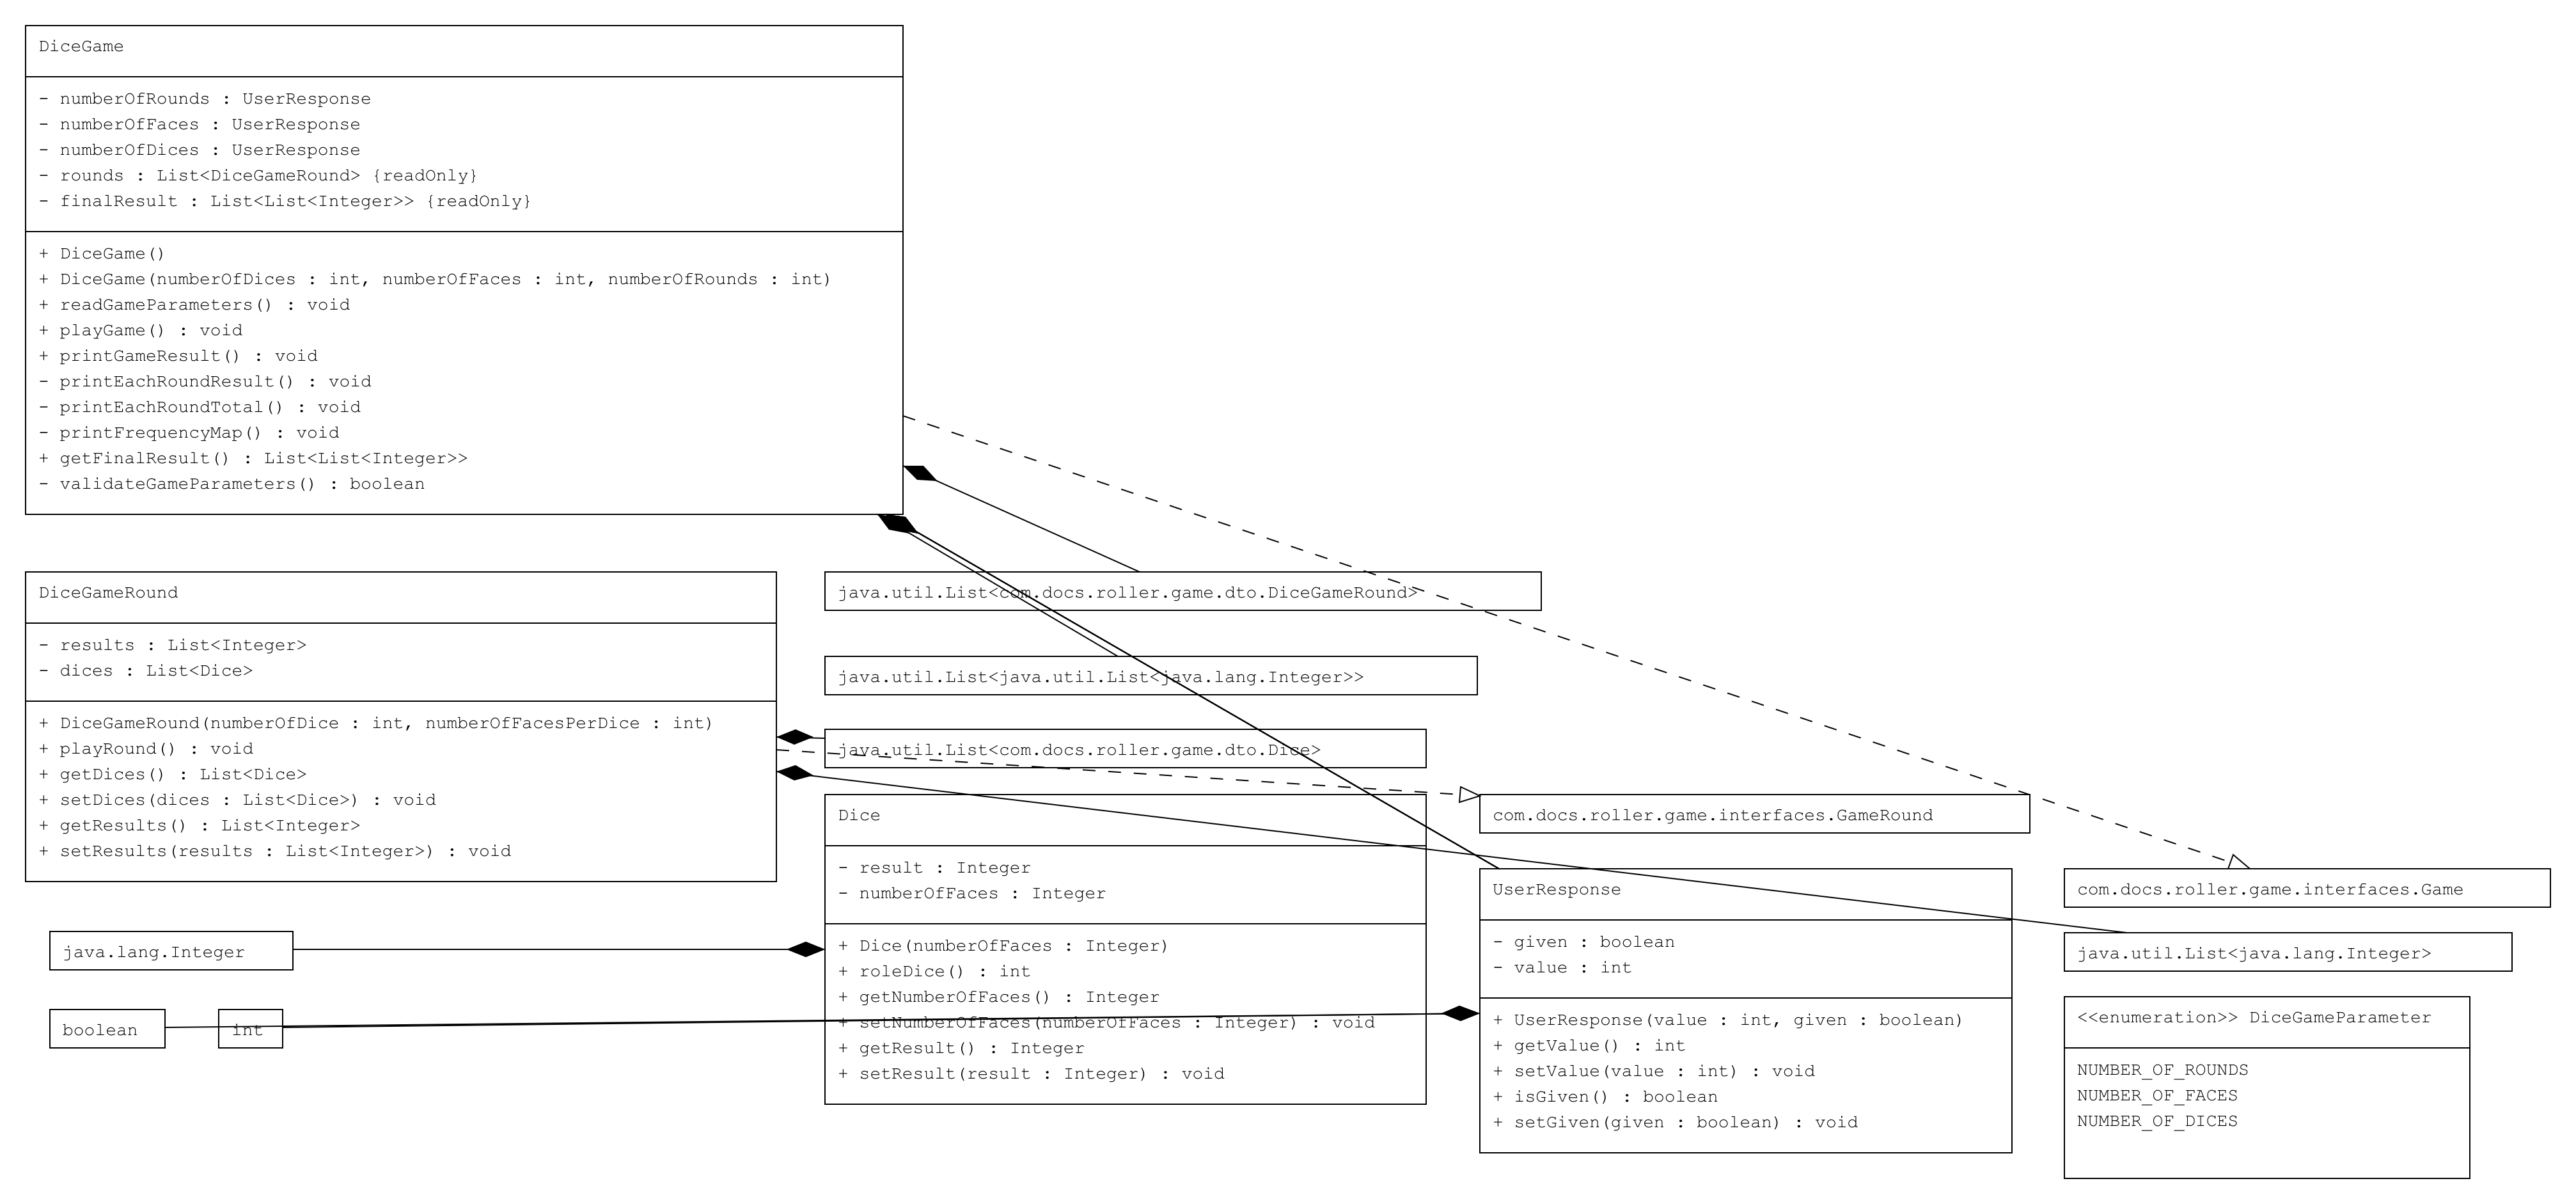 DiceGame
- numberOfRounds : UserResponse
- numberOfFaces : UserResponse
- numberOfDices : UserResponse
- rounds : List<DiceGameRound> {readOnly}
- finalResult : List<List<Integer>> {readOnly}
+ DiceGame()
+ DiceGame(numberOfDices : int, numberOfFaces : int, numberOfRounds : int)
+ readGameParameters() : void
+ playGame() : void
+ printGameResult() : void
- printEachRoundResult() : void
- printEachRoundTotal() : void
- printFrequencyMap() : void
+ getFinalResult() : List<List<Integer>>
- validateGameParameters() : boolean
DiceGameRound
- results : List<Integer>
- dices : List<Dice>
+ DiceGameRound(numberOfDice : int, numberOfFacesPerDice : int)
+ playRound() : void
+ getDices() : List<Dice>
+ setDices(dices : List<Dice>) : void
+ getResults() : List<Integer>
+ setResults(results : List<Integer>) : void
java.util.List<com.docs.roller.game.dto.DiceGameRound>
java.util.List<java.util.List<java.lang.Integer>>
java.util.List<com.docs.roller.game.dto.Dice>
Dice
- result : Integer
- numberOfFaces : Integer
+ Dice(numberOfFaces : Integer)
+ roleDice() : int
+ getNumberOfFaces() : Integer
+ setNumberOfFaces(numberOfFaces : Integer) : void
+ getResult() : Integer
+ setResult(result : Integer) : void
java.lang.Integer
boolean
int
com.docs.roller.game.interfaces.GameRound
UserResponse
- given : boolean
- value : int
+ UserResponse(value : int, given : boolean)
+ getValue() : int
+ setValue(value : int) : void
+ isGiven() : boolean
+ setGiven(given : boolean) : void
com.docs.roller.game.interfaces.Game
java.util.List<java.lang.Integer>
<<enumeration>> DiceGameParameter
NUMBER_OF_ROUNDS
NUMBER_OF_FACES
NUMBER_OF_DICES